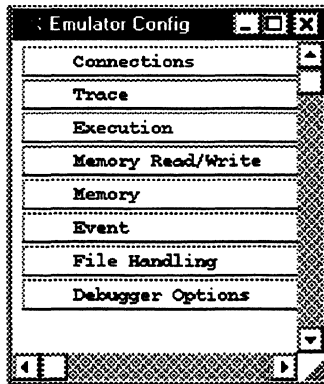 Emulator Config
Connections
Trace
Execution
Memory Read/Write
Memory
Event
File Handling
Debugger Options